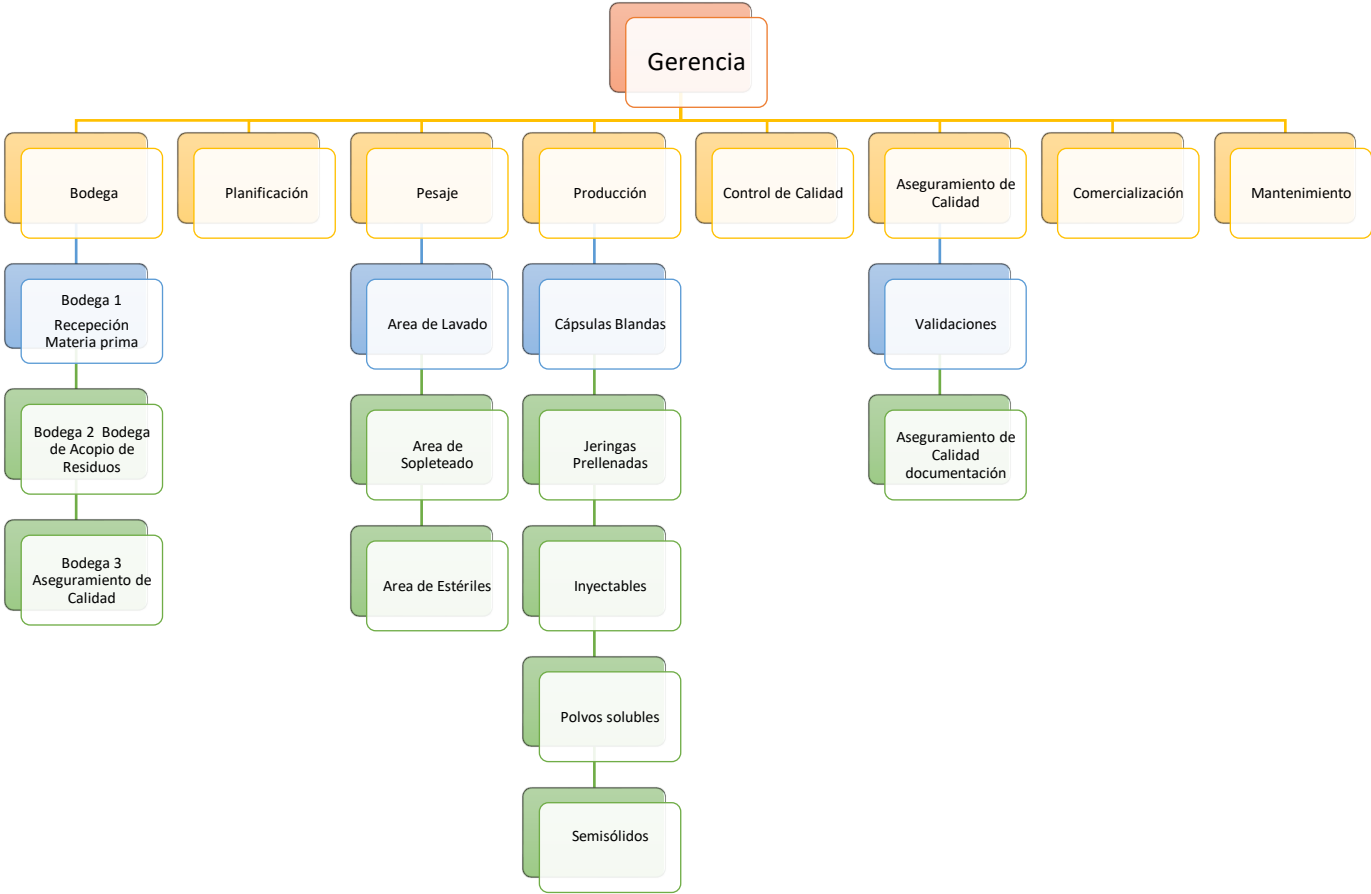 Gerencia
Bodega
Planificación
Pesaje
Producción
Control de Calidad
Aseguramiento de
Calidad
Comercialización
Mantenimiento
Bodega 1
Recepeción
Materia prima
Area de Lavado
Cápsulas Blandas
Validaciones
Bodega 2  Bodega
de Acopio de
Residuos
Area de
Sopleteado
Jeringas
Prellenadas
Aseguramiento de
Calidad
documentación
Bodega 3
Aseguramiento de
Calidad
Area de Estériles
Inyectables
Polvos solubles
Semisólidos